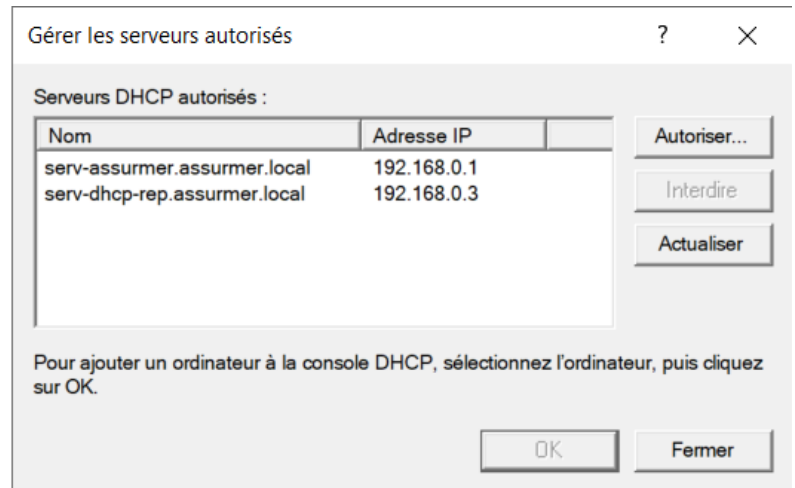 Gérer les serveurs autorisés ?
Serveurs DHCP autorisés :
Nom Adresse IP
Autoriser...
serv-assurmer.assurmer.local 192.168.0.1
serv-dhcp-rep.assurmer.local 192.168.0.3
Interdire
Actualiser
Pour ajouter un ordinateur à la console DHCP, sélectionnez l'ordinateur, puis cliquez
sur OK.
OK Fermer